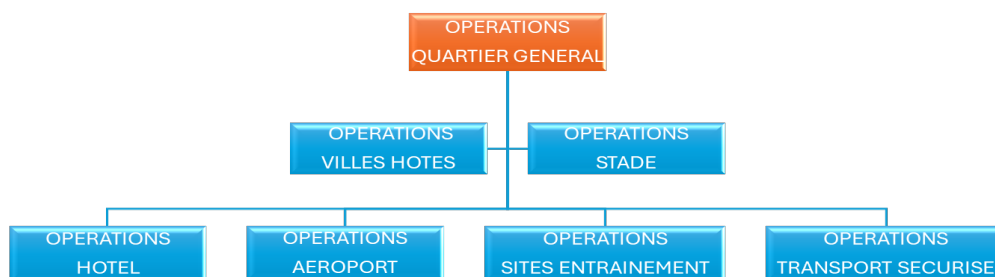 OPERATIONS
QUARTIER GENERAL
OPERATIONS
VILLES HOTES
OPERATIONS
STADE
OPERATIONS
HOTEL
OPERATIONS
AEROPORT
OPERATIONS
SITES ENTRAINEMENT
OPERATIONS
TRANSPORT SECURISE